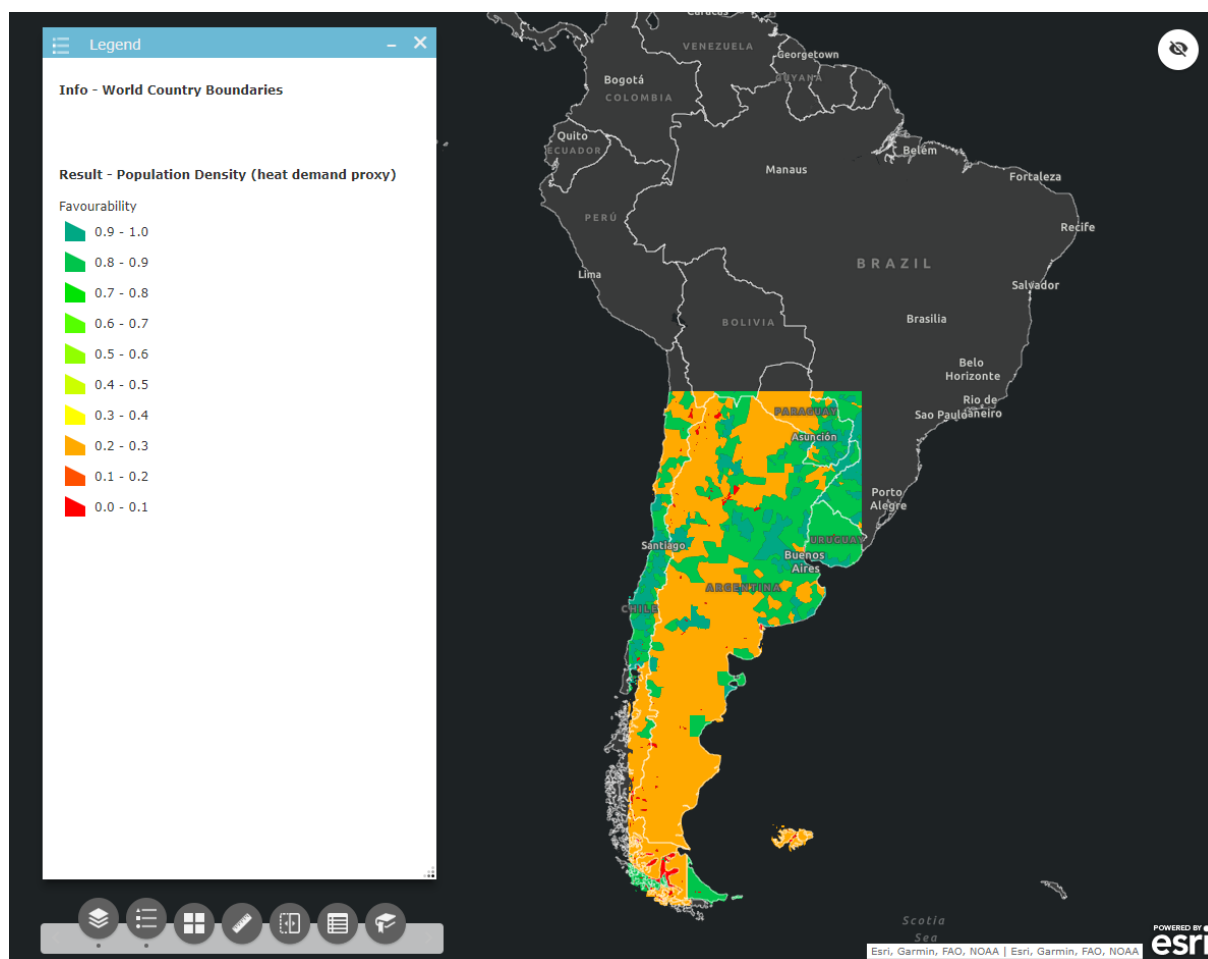 Legend
Info - World Country Boundaries
Result - Population Density (heat demand proxy)
Favourability
0.9 - 1.0
0.8 - 0.9
0.7 - 0.8
0.6 - 0.7
0.5 - 0.6
0.4 - 0.5
0.3 - 0.4
0.2 - 0.3
0.1 - 0.2
0.0 - 0.1
Caracas
VENEZUELA
Georgetown
GUYANA
Bogotá
COLOMBIA
Quito
ECUADOR
Belém
Manaus
Fortaleza
PERÚ
Recife
BRAZIL
Lima
Salvador
BOLIVIA
Brasilia
Belo
Horizonte
Rio de
Janeiro
Sao Paulo
PARAGUAY
Asunción
Porto
Alegre
Santiago
URUGUAY
Buenos
Aires
ARGENTINA
CHILE
Scotia
Sea
POWERED BY
esri
Esri, Garmin, FAO, NOAA | Esri, Garmin, FAO, NOAA